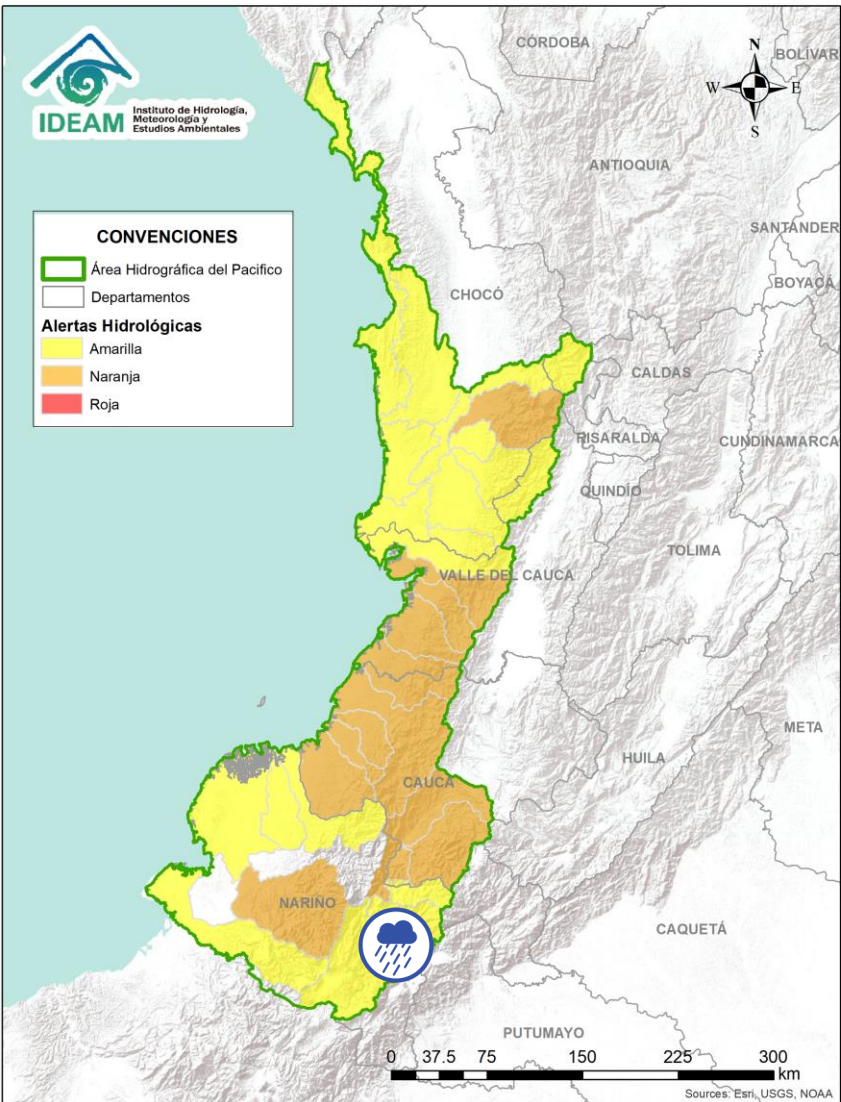 IDEAM
Instituto de Hidrología,
Meteorología y
Estudios Ambientales
N
W
E
S
CÓRDOBA
BOLÍVAR
ANTIOQUIA
SANTANDER
BOYACÁ
CHOCÓ
CONVENCIONES
Área Hidrográfica del Pacifico
Departamentos
Alertas Hidrológicas
Amarilla
Naranja
Roja
CALDAS
RISARALDA
CUNDINAMARCA
QUINDÍO
TOLIMA
VALLE DEL CAUCA
META
HUILA
CAUCA
NARIÑO
CAQUETÁ
PUTUMAYO
0 37.5 75 150 225 300
km
Sources: Esri, USGS, NOAA